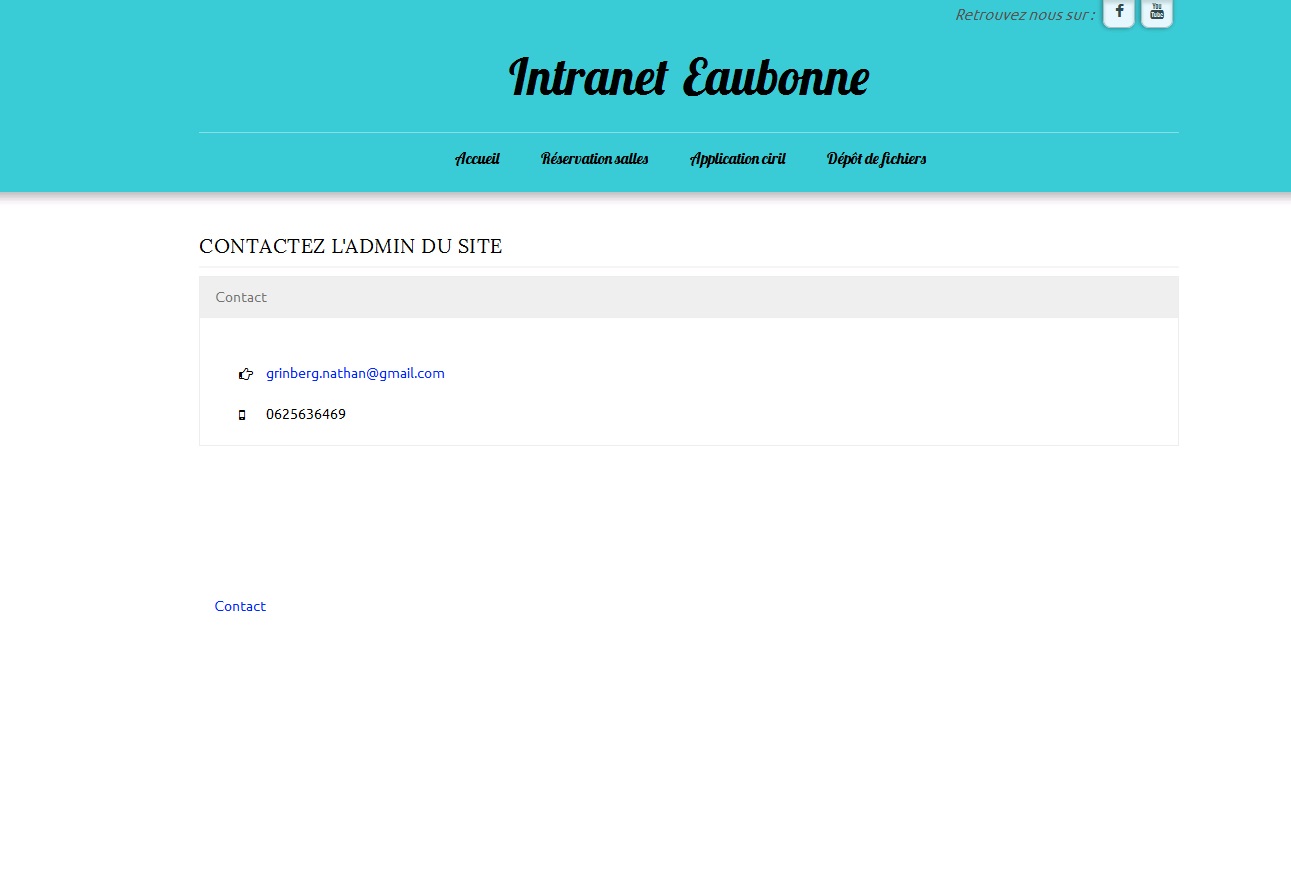 Retrouvez nous sur :
You Tube
Intranet Eaubonne
Accueil Réservation salles Application ciril Dépôt de fichiers
CONTACTEZ L'ADMIN DU SITE
Contact
grinberg.nathan@gmail.com
0625636469
Contact